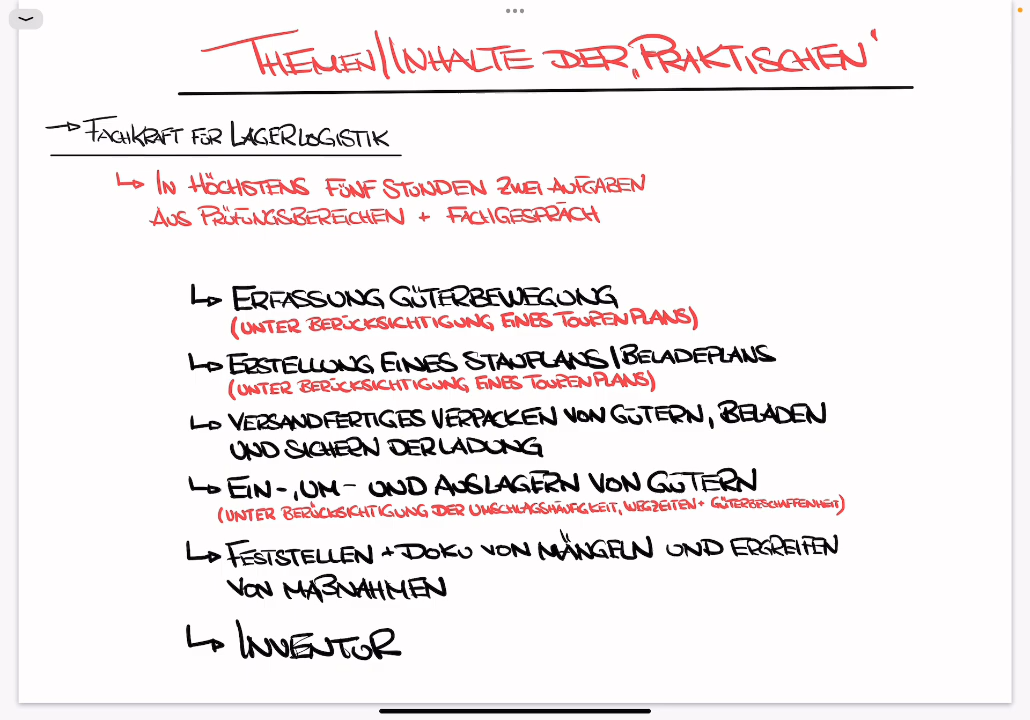 THEMEN/INHALTE DER „PRAKTISCHEN‘
→ FACHKRAFT FÜR LAGERLOGISTIK
↳ IN HÖCHSTENS FÜNF STUNDEN ZWEI AUFGABEN
AUS PRÜFUNGSBEREICHEN + FACHGESPRÄCH
↳ ERFASSUNG GÜTERBEWEGUNG
(UNTER BERÜCKSICHTIGUNG EINES TOURENPLANS)
↳ ERSTELLUNG EINES STAUPLANS/BELADEPLANS
(UNTER BERÜCKSICHTIGUNG EINES TOURENPLANS)
↳ VERSANDFERTIGES VERPACKEN VON GÜTERN, BELADEN
UND SICHERN DER LADUNG
↳ EIN-, UM- UND AUSLAGERN VON GÜTERN
(UNTER BERÜCKSICHTIGUNG DER UMSCHLAGSHÄUFIGKEIT, WEGZEITEN + GÜTERBESCHAFFENHEIT)
↳ FESTSTELLEN + DOKU VON MÄNGELN UND ERGREIFEN
VON MAßNAHMEN
↳ INVENTUR